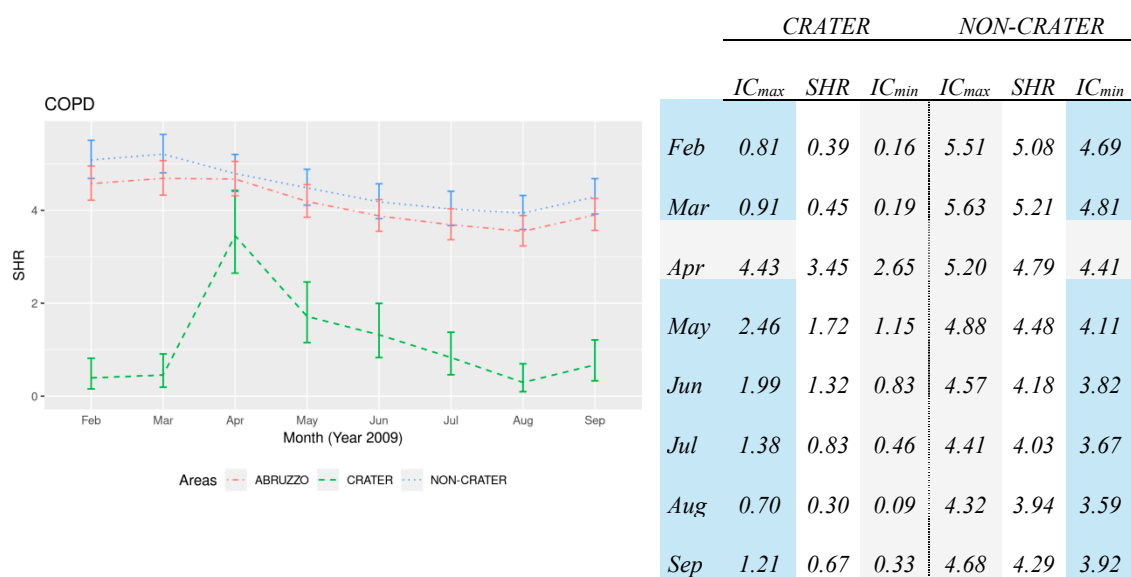 COPD
4
2
0
SHR
Feb Mar Apr May Jun Jul Aug Sep
Month (Year 2009)
Areas ABRUZZO CRATER NON-CRATER
CRATER NON-CRATER
ICmax SHR ICmin ICmax SHR ICmin
Feb 0.81 0.39 0.16 5.51 5.08 4.69
Mar 0.91 0.45 0.19 5.63 5.21 4.81
Apr 4.43 3.45 2.65 5.20 4.79 4.41
May 2.46 1.72 1.15 4.88 4.48 4.11
Jun 1.99 1.32 0.83 4.57 4.18 3.82
Jul 1.38 0.83 0.46 4.41 4.03 3.67
Aug 0.70 0.30 0.09 4.32 3.94 3.59
Sep 1.21 0.67 0.33 4.68 4.29 3.92